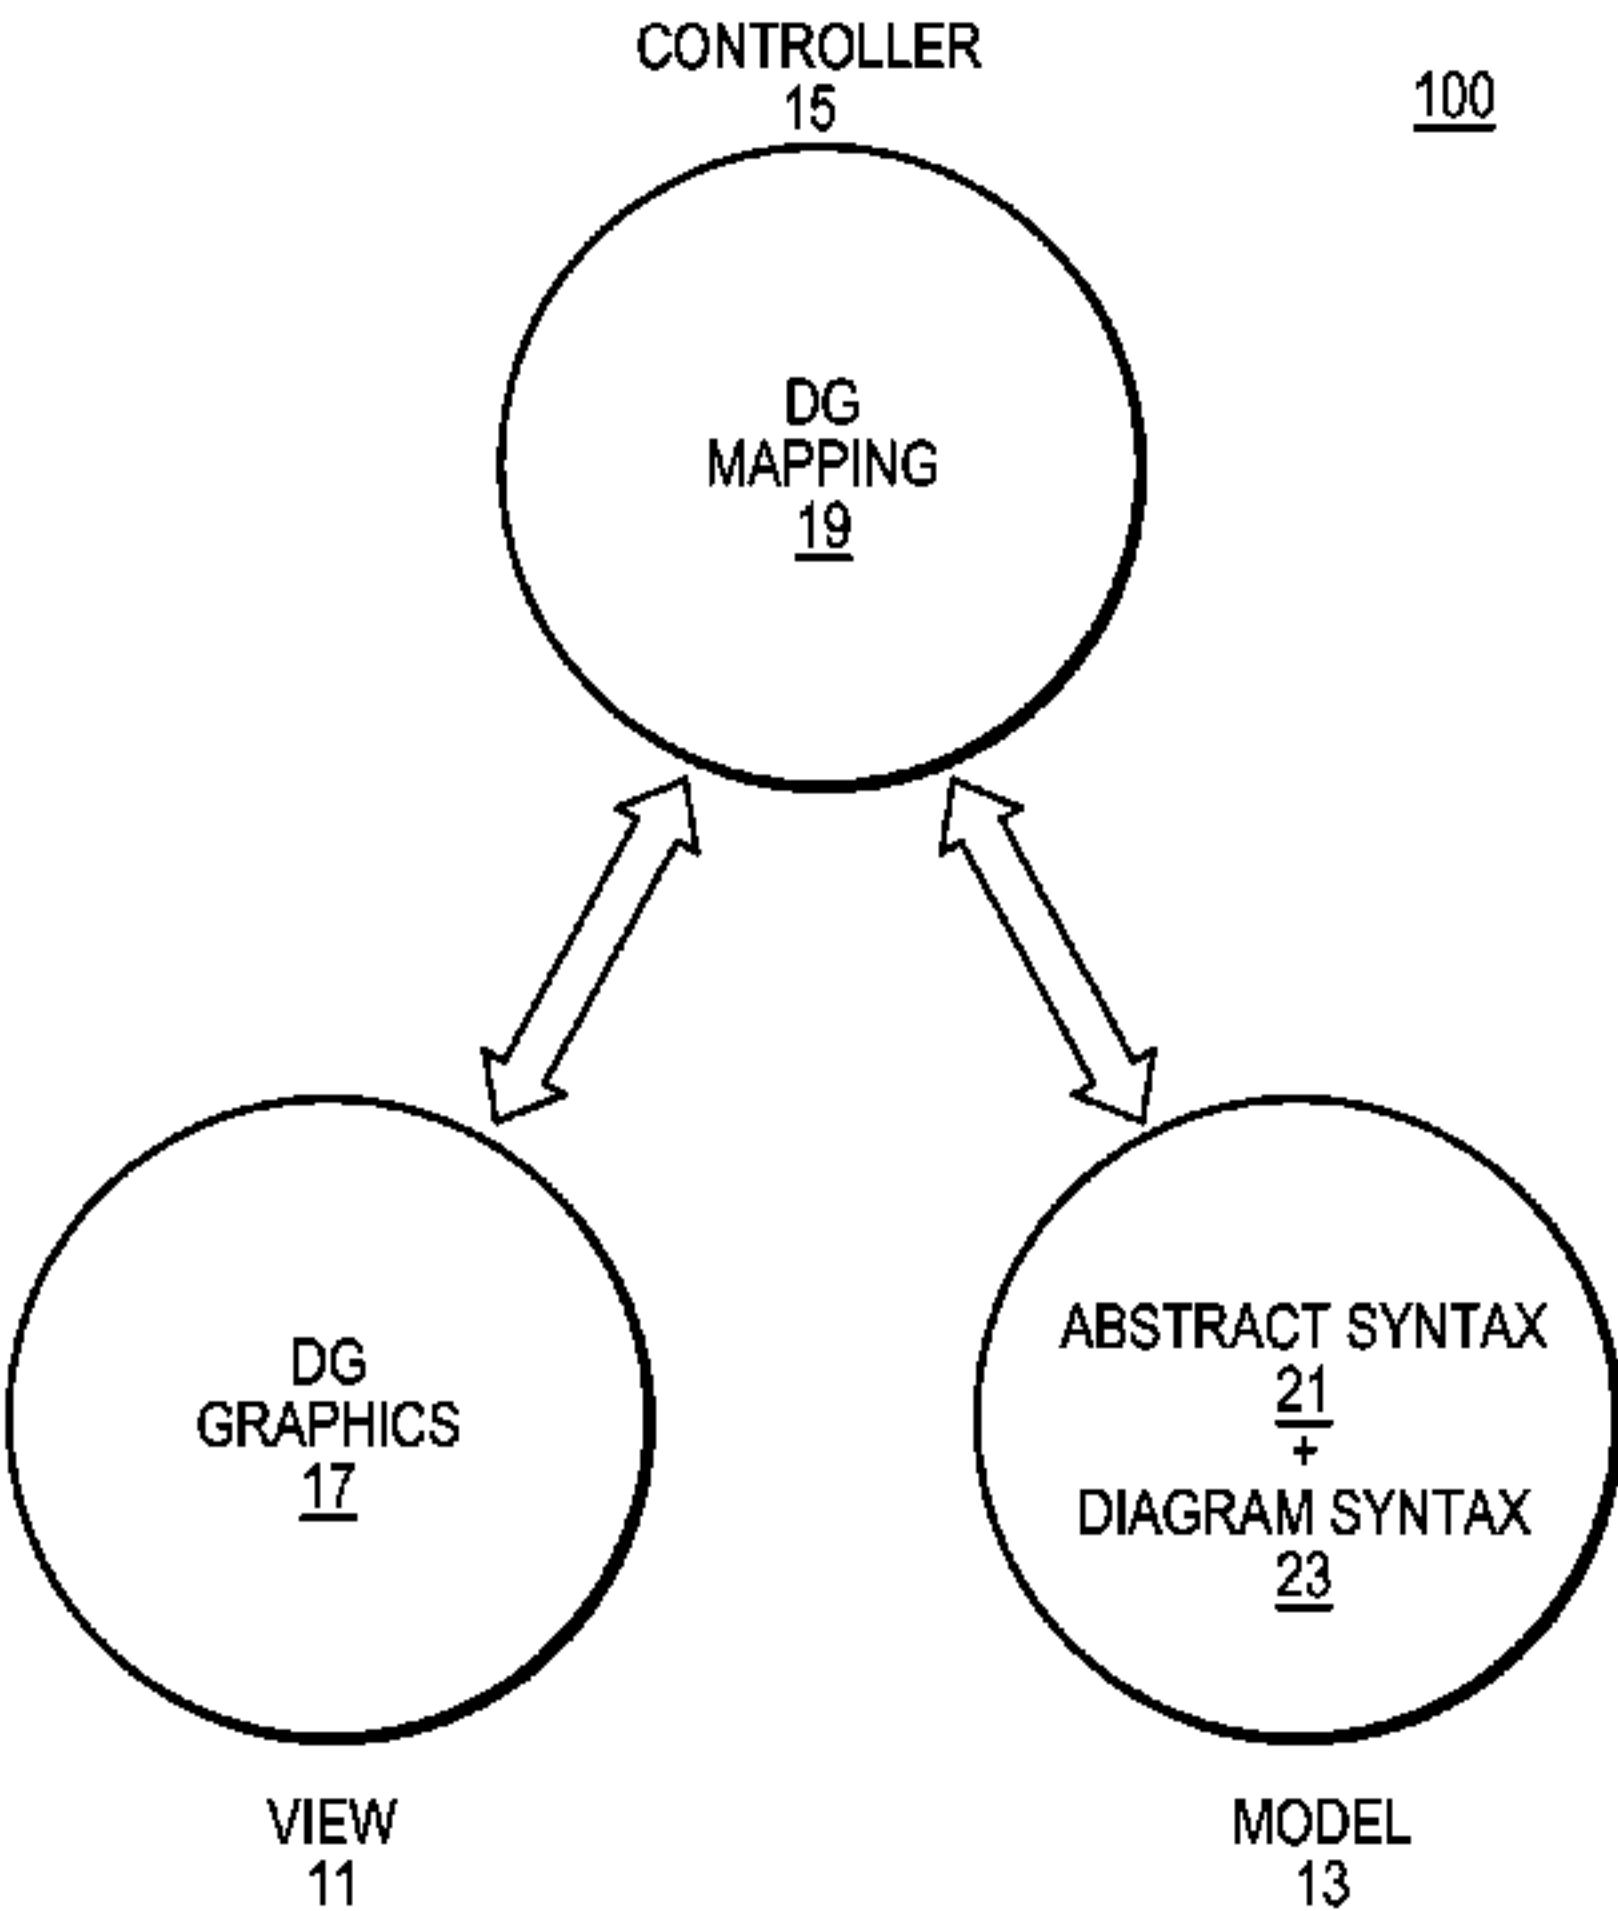 CONTROLLER
15
100
DG
MAPPING
19
DG
GRAPHICS
17
ABSTRACT SYNTAX
21
+
DIAGRAM SYNTAX
23
VIEW
11
MODEL
13